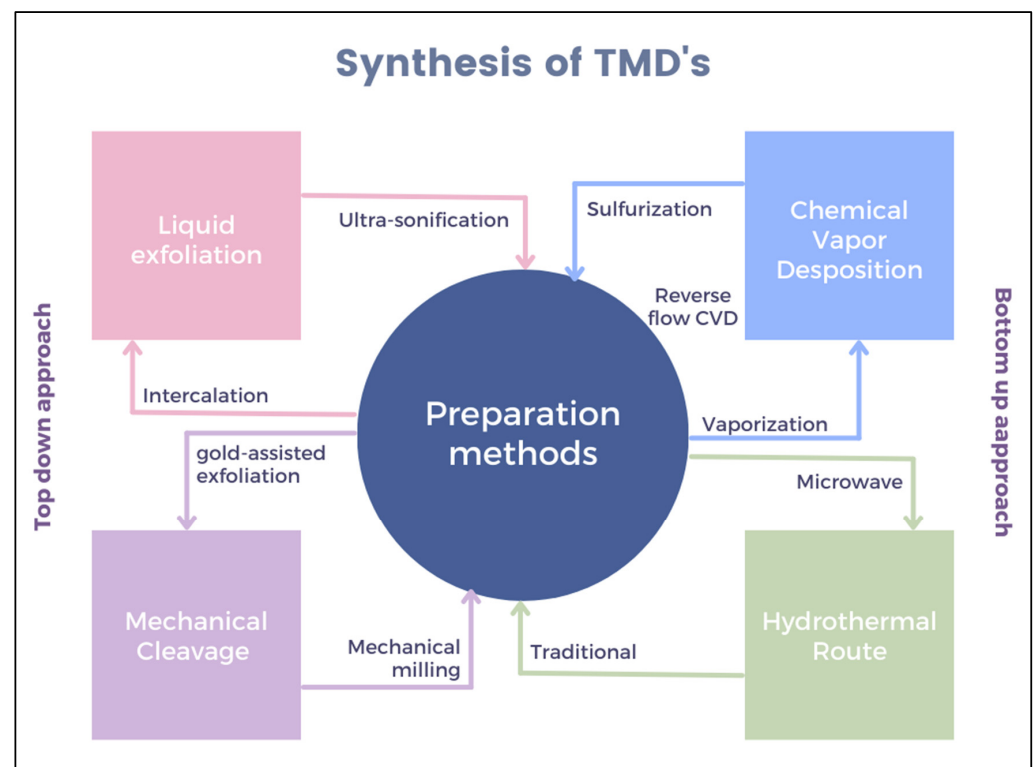 Synthesis of TMD's
Liquid
exfoliation
Ultra-sonification
Sulfurization
Chemical
Vapor
Desposition
Reverse
flow CVD
Top down approach
Bottom up aapproach
Intercalation
Preparation
methods
Vaporization
gold-assisted
exfoliation
Microwave
Mechanical
Cleavage
Mechanical
milling
Traditional
Hydrothermal
Route